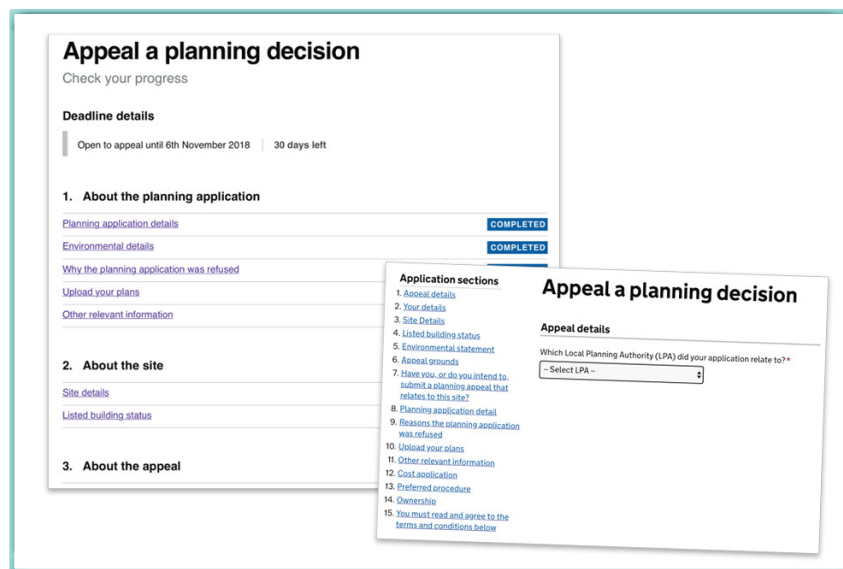 Appeal a planning decision
Check your progress
Deadline details
Open to appeal until 6th November 2018 30 days left
1. About the planning application
Planning application details COMPLETED
Environmental details COMPLETED
Why the planning application was refused
Upload your plans
Other relevant information
2. About the site
Site details
Listed building status
3. About the appeal
Application sections
1. Appeal details
2. Your details
3. Site Details
4. Listed building status
5. Environmental statement
6. Appeal grounds
7. Have you, or do you intend to,
submit a planning appeal that
relates to this site?
8. Planning application detail
9. Reasons the planning application
was refused
10. Upload your plans
11. Other relevant information
12. Cost application
13. Preferred procedure
14. Ownership
15. You must read and agree to the
terms and conditions below
Appeal a planning decision
Appeal details
Which Local Planning Authority (LPA) did your application relate to?*
– Select LPA –